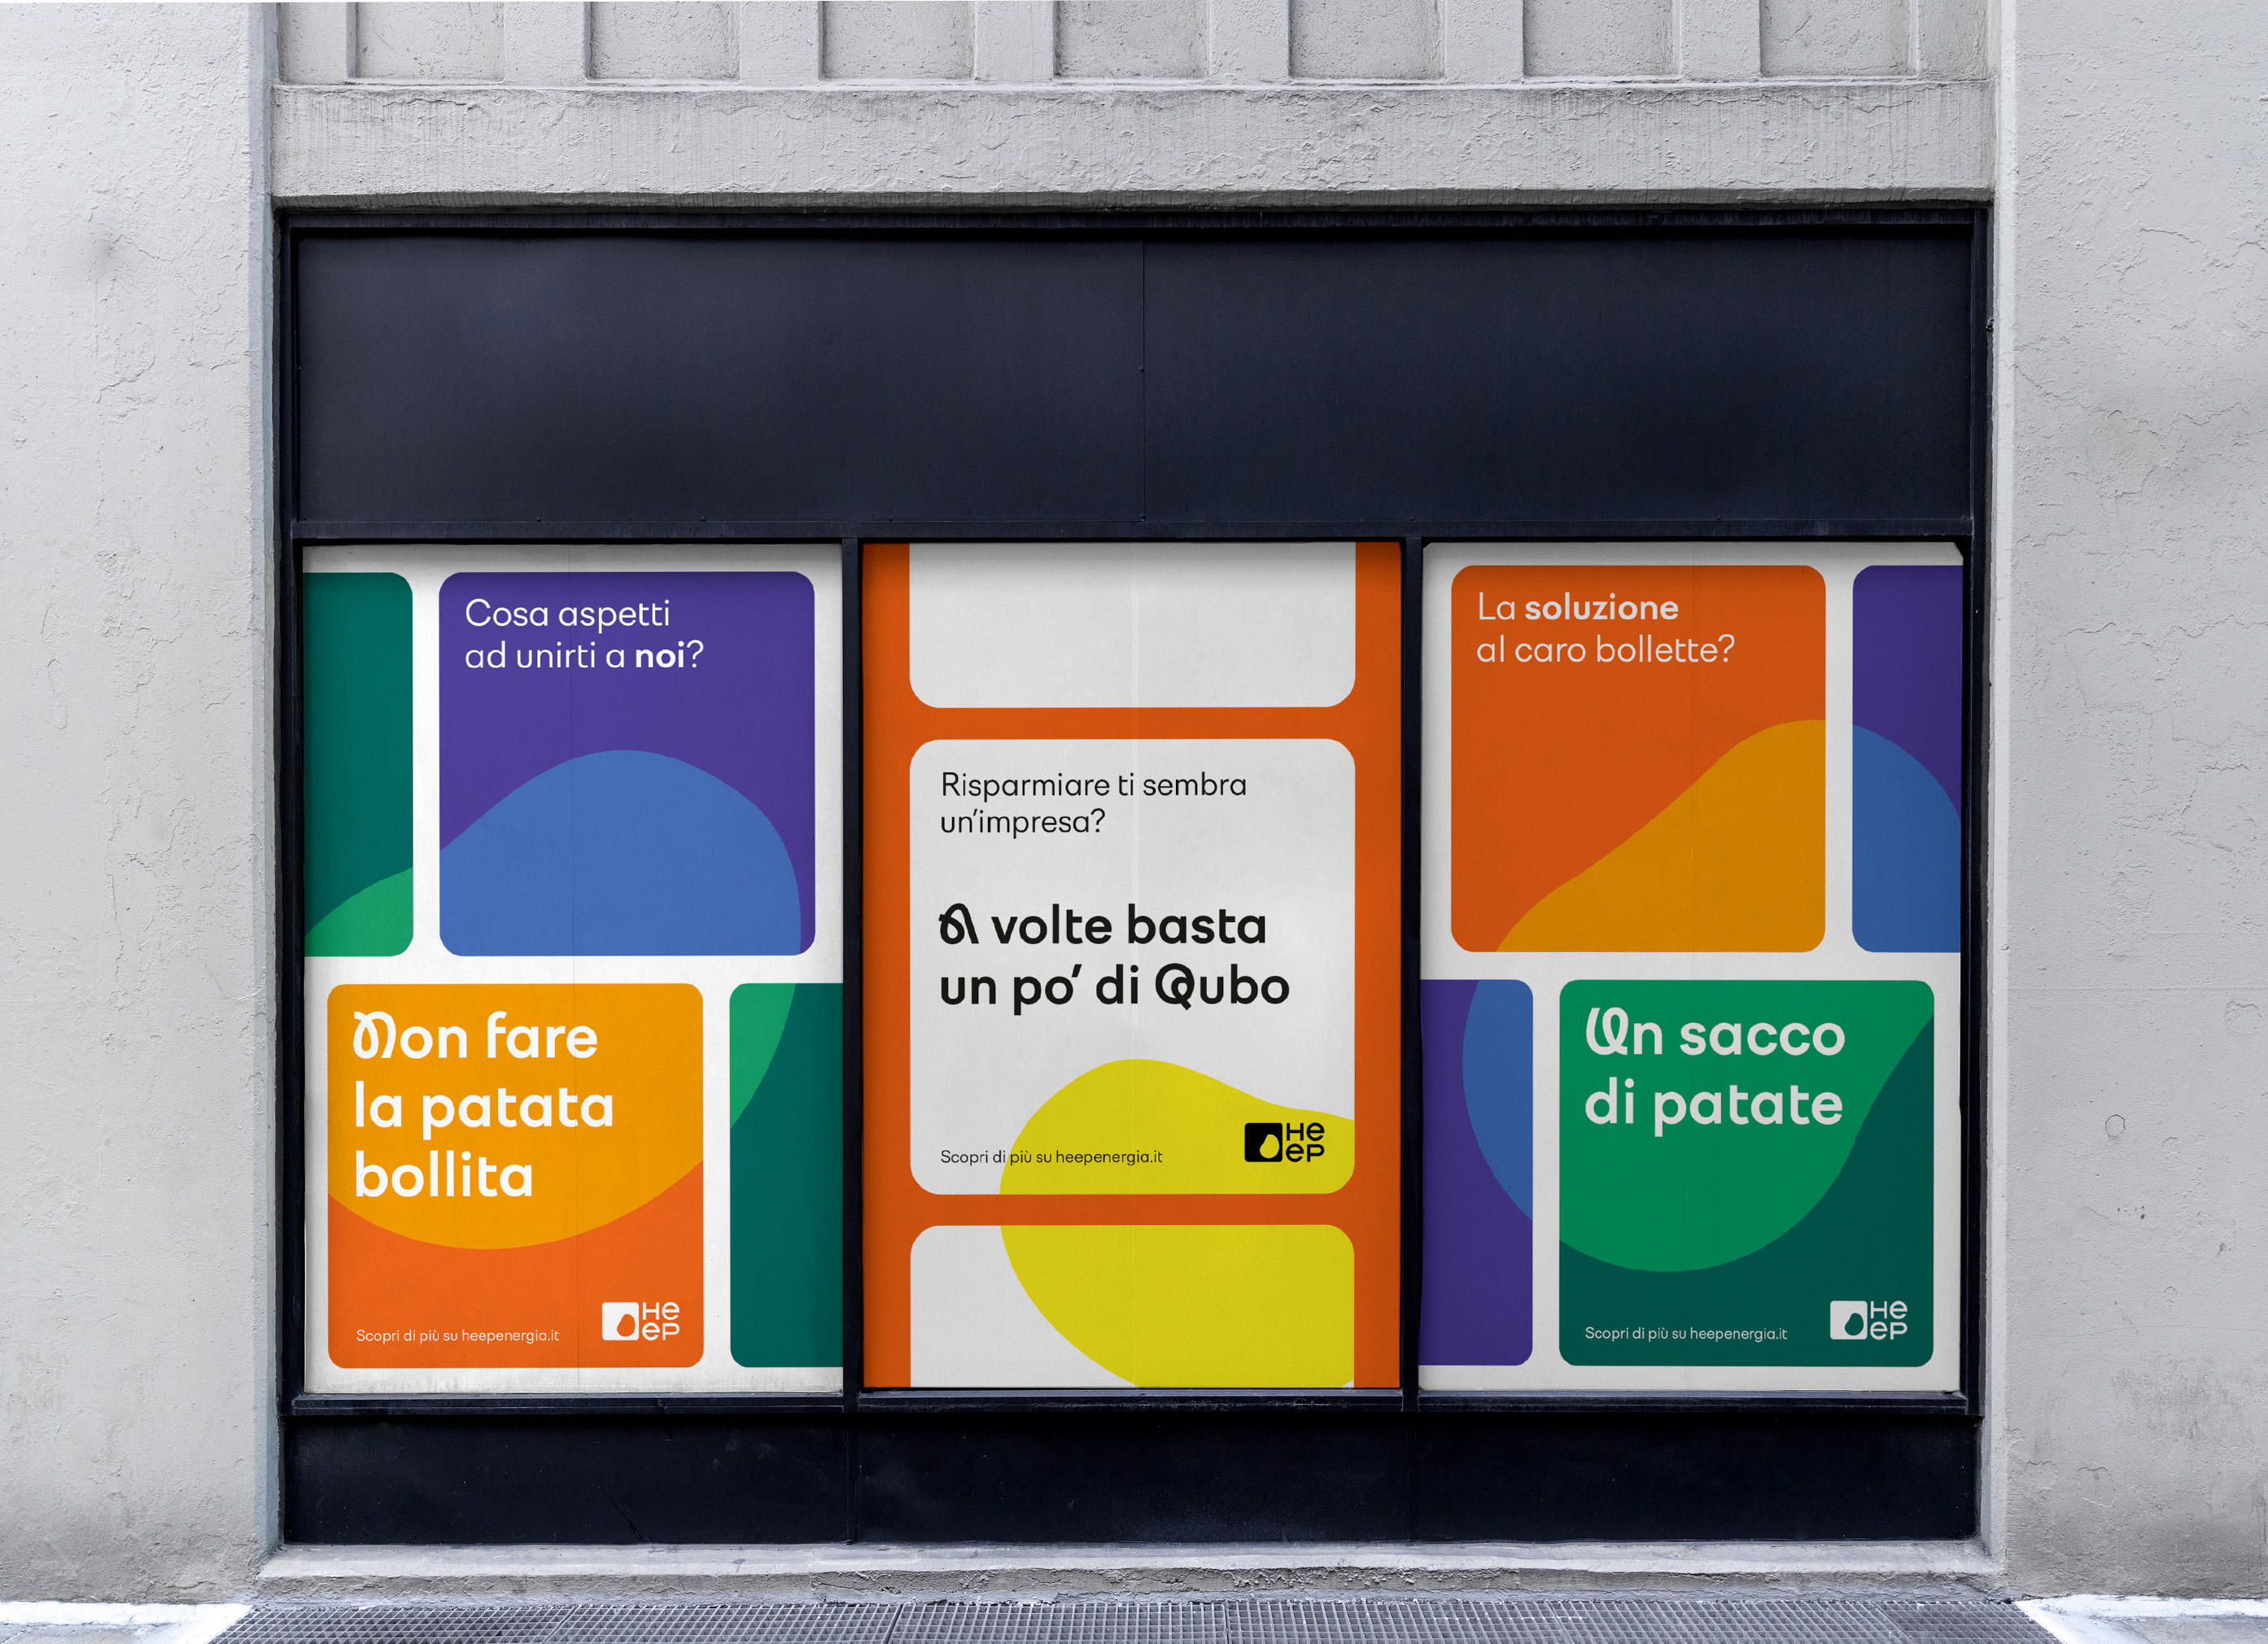 Cosa aspetti
ad unirti a noi?
Non fare
la patata
bollita
Scopri di più su heepenergia.it
HE
eP
Risparmiare ti sembra
un'impresa?
A volte basta
un po' di Qubo
Scopri di più su heepenergia.it
HE
eP
La soluzione
al caro bollette?
Un sacco
di patate
Scopri di più su heepenergia.it
HE
eP